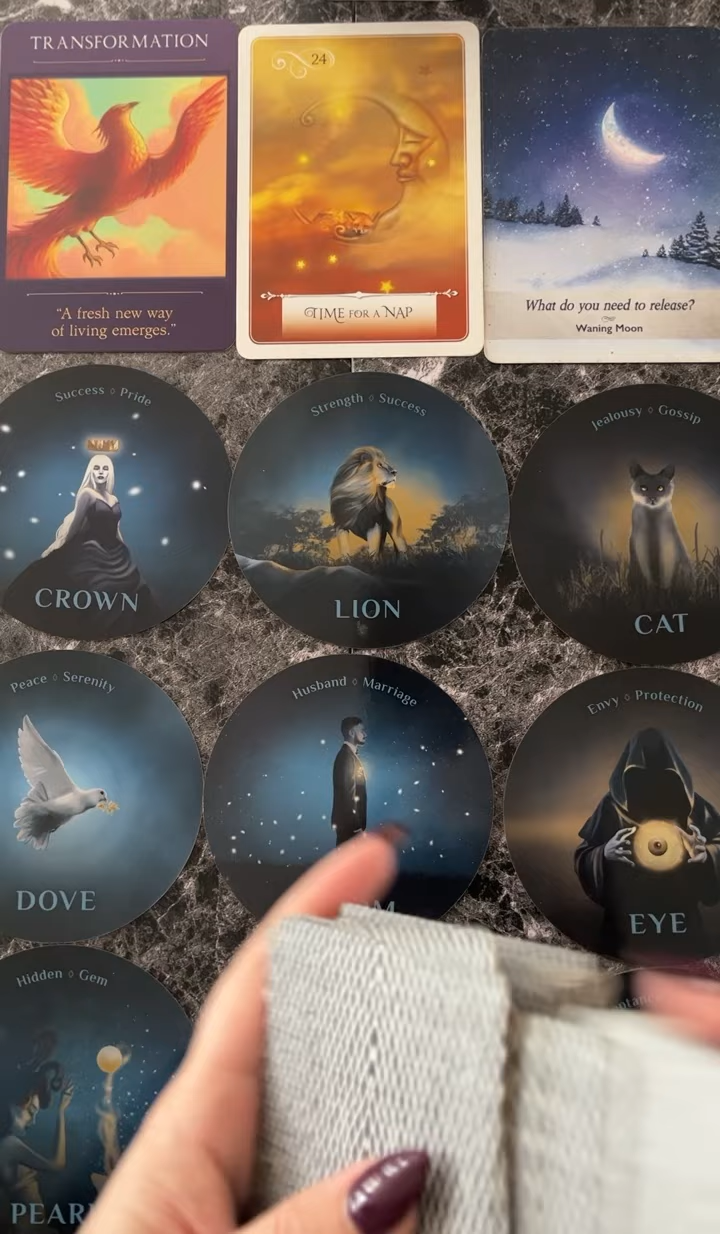 TRANSFORMATION
"A fresh new way
of living emerges."
24
TIME FOR A NAP
What do you need to release?
Waning Moon
Success ◊ Pride
CROWN
Strength ◊ Success
LION
Jealousy ◊ Gossip
CAT
Peace ◊ Serenity
DOVE
Husband ◊ Marriage
Envy ◊ Protection
EYE
Hidden ◊ Gem
PEARL